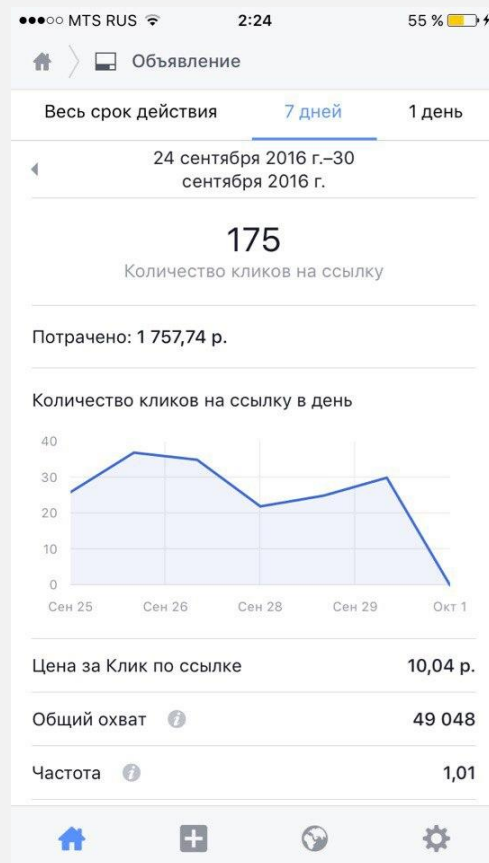 MTS RUS 2:24 55 %
Объявление
Весь срок действия 7 дней 1 день
24 сентября 2016 г.–30
сентября 2016 г.
175
Количество кликов на ссылку
Потрачено: 1 757,74 р.
Количество кликов на ссылку в день
40
30
20
10
0
Сен 25 Сен 26 Сен 28 Сен 29 Окт 1
Цена за Клик по ссылке 10,04 р.
Общий охват i 49 048
Частота i 1,01